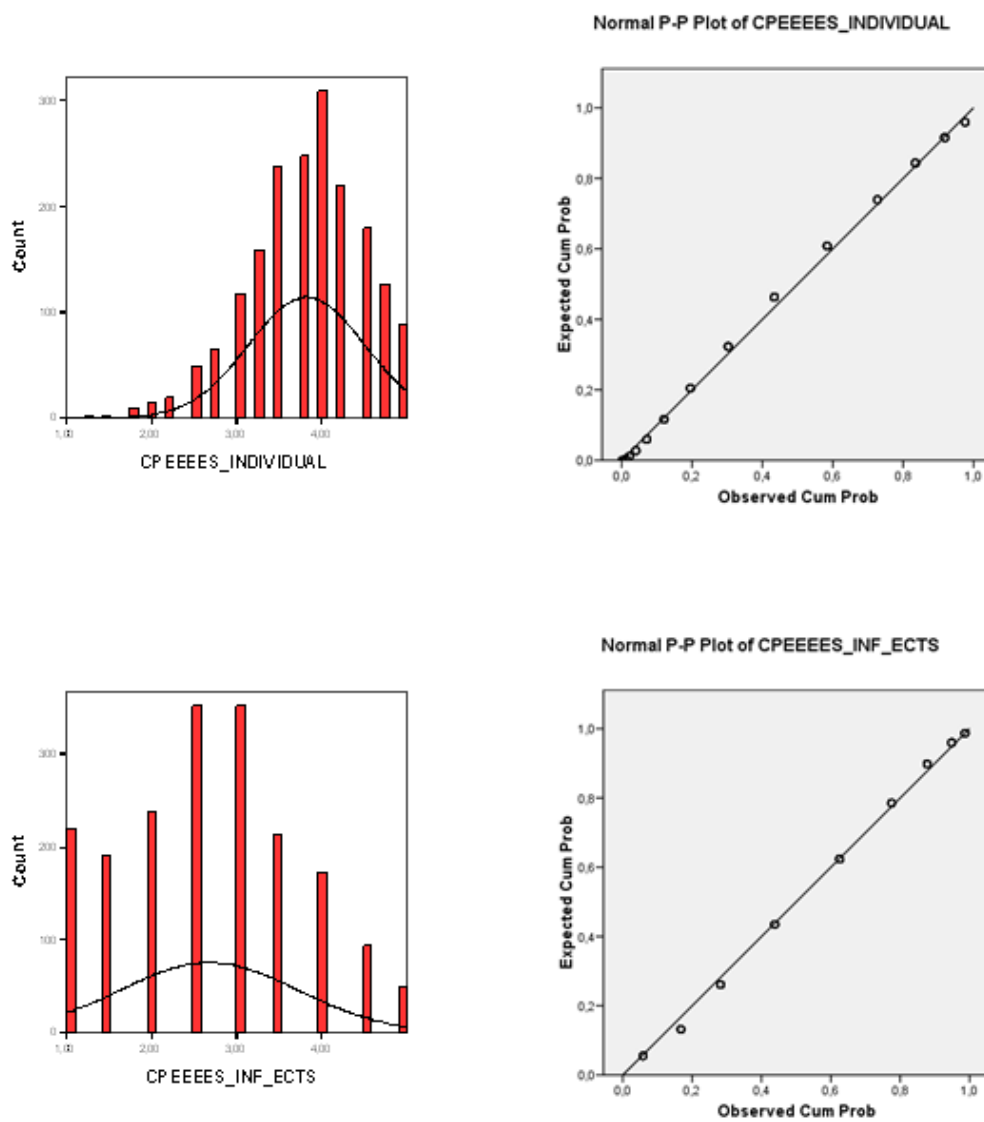 Normal P-P Plot of CPEEEES_INDIVIDUAL
Count
300
200
100
0
1,00 2,00 3,00 4,00
CPEEEES_INDIVIDUAL
Expected Cum Prob
1,0
0,8
0,6
0,4
0,2
0,0
0,0 0,2 0,4 0,6 0,8 1,0
Observed Cum Prob
Normal P-P Plot of CPEEEES_INF_ECTS
Count
300
200
100
0
1,00 2,00 3,00 4,00
CPEEEES_INF_ECTS
Expected Cum Prob
1,0
0,8
0,6
0,4
0,2
0,0
0,0 0,2 0,4 0,6 0,8 1,0
Observed Cum Prob